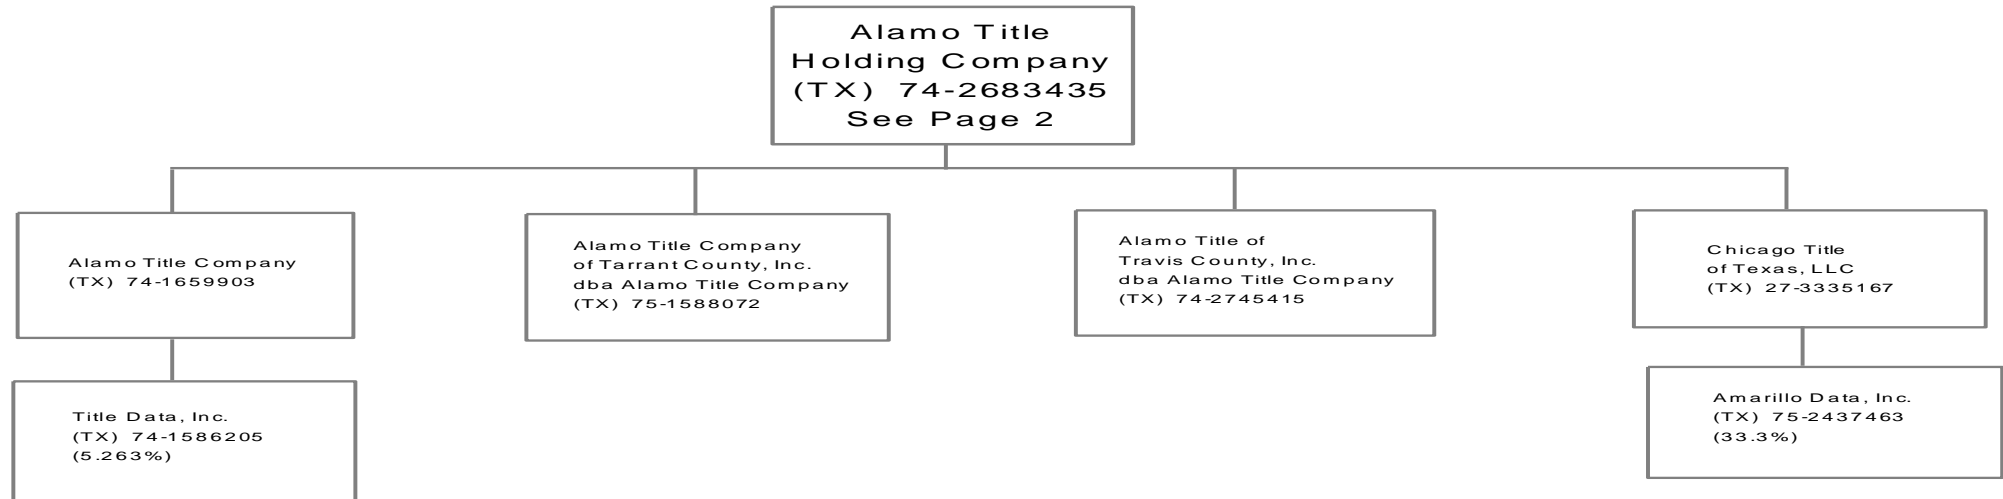 Alamo Title
Holding Company
(TX) 74-2683435
See Page 2
Alamo Title Company
(TX) 74-1659903
Alamo Title Company
of Tarrant County, Inc.
dba Alamo Title Company
(TX) 75-1588072
Alamo Title of
Travis County, Inc.
dba Alamo Title Company
(TX) 74-2745415
Chicago Title
of Texas, LLC
(TX) 27-3335167
Title Data, Inc.
(TX) 74-1586205
(5.263%)
Amarillo Data, Inc.
(TX) 75-2437463
(33.3%)